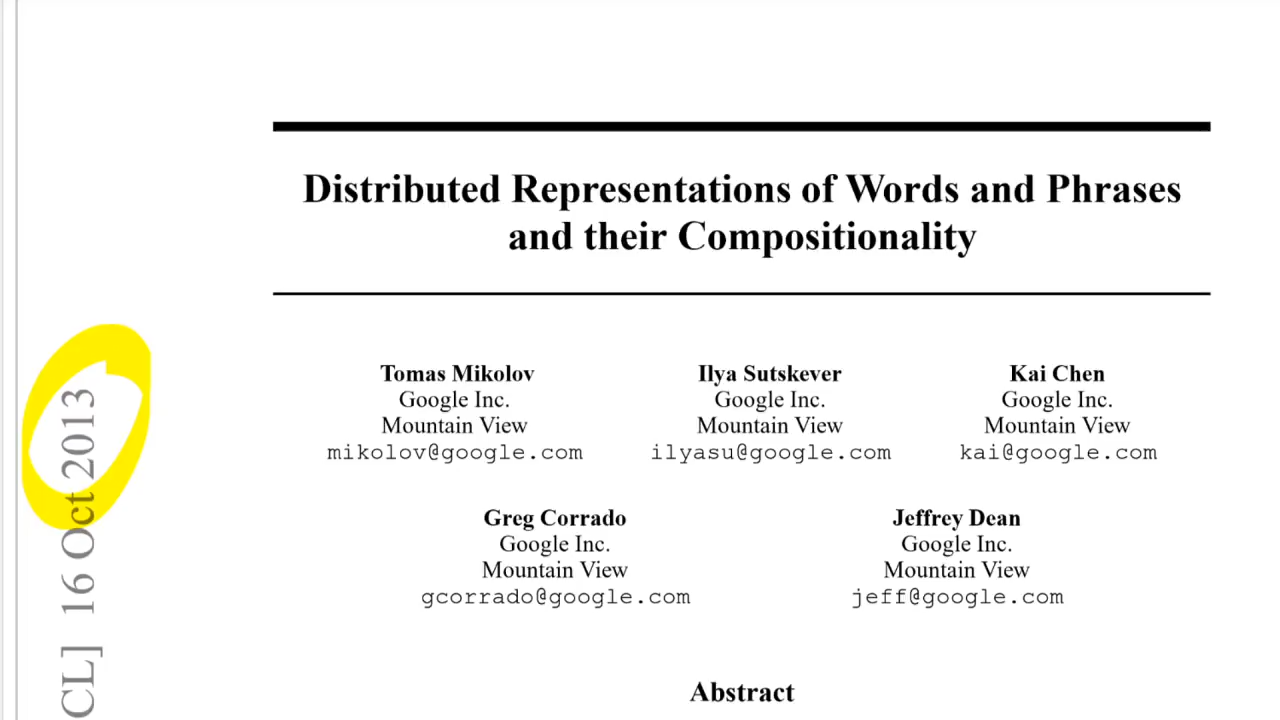 Distributed Representations of Words and Phrases
and their Compositionality
Tomas Mikolov
Google Inc.
Mountain View
mikolov@google.com
Ilya Sutskever
Google Inc.
Mountain View
ilyasu@google.com
Kai Chen
Google Inc.
Mountain View
kai@google.com
Greg Corrado
Google Inc.
Mountain View
gcorrado@google.com
Jeffrey Dean
Google Inc.
Mountain View
jeff@google.com
Abstract
CL] 16 Oct 2013